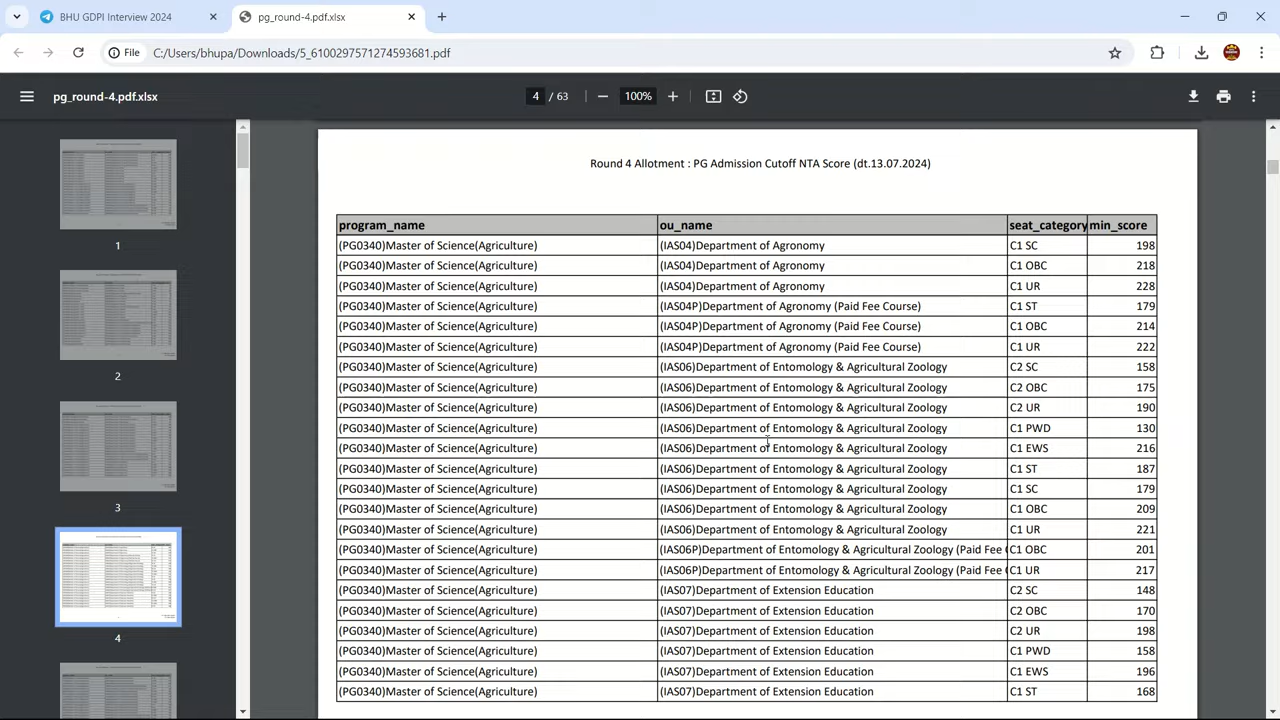 BHU GDPI Interview 2024
pg_round-4.pdf.xlsx
File C:/Users/bhupa/Downloads/5_6100297571274593681.pdf
pg_round-4.pdf.xlsx
4 / 63
100%
1
2
3
4
Round 4 Allotment : PG Admission Cutoff NTA Score (dt.13.07.2024)
program_name ou_name seat_category min_score
(PG0340)Master of Science(Agriculture) (IAS04)Department of Agronomy C1 SC 198
(PG0340)Master of Science(Agriculture) (IAS04)Department of Agronomy C1 OBC 218
(PG0340)Master of Science(Agriculture) (IAS04)Department of Agronomy C1 UR 228
(PG0340)Master of Science(Agriculture) (IAS04P)Department of Agronomy (Paid Fee Course) C1 ST 179
(PG0340)Master of Science(Agriculture) (IAS04P)Department of Agronomy (Paid Fee Course) C1 OBC 214
(PG0340)Master of Science(Agriculture) (IAS04P)Department of Agronomy (Paid Fee Course) C1 UR 222
(PG0340)Master of Science(Agriculture) (IAS06)Department of Entomology & Agricultural Zoology C2 SC 158
(PG0340)Master of Science(Agriculture) (IAS06)Department of Entomology & Agricultural Zoology C2 OBC 175
(PG0340)Master of Science(Agriculture) (IAS06)Department of Entomology & Agricultural Zoology C2 UR 190
(PG0340)Master of Science(Agriculture) (IAS06)Department of Entomology & Agricultural Zoology C1 PWD 130
(PG0340)Master of Science(Agriculture) (IAS06)Department of Entomology & Agricultural Zoology C1 EWS 216
(PG0340)Master of Science(Agriculture) (IAS06)Department of Entomology & Agricultural Zoology C1 ST 187
(PG0340)Master of Science(Agriculture) (IAS06)Department of Entomology & Agricultural Zoology C1 SC 179
(PG0340)Master of Science(Agriculture) (IAS06)Department of Entomology & Agricultural Zoology C1 OBC 209
(PG0340)Master of Science(Agriculture) (IAS06)Department of Entomology & Agricultural Zoology C1 UR 221
(PG0340)Master of Science(Agriculture) (IAS06P)Department of Entomology & Agricultural Zoology (Paid Fee C1 OBC 201
(PG0340)Master of Science(Agriculture) (IAS06P)Department of Entomology & Agricultural Zoology (Paid Fee C1 UR 217
(PG0340)Master of Science(Agriculture) (IAS07)Department of Extension Education C2 SC 148
(PG0340)Master of Science(Agriculture) (IAS07)Department of Extension Education C2 OBC 170
(PG0340)Master of Science(Agriculture) (IAS07)Department of Extension Education C2 UR 198
(PG0340)Master of Science(Agriculture) (IAS07)Department of Extension Education C1 PWD 158
(PG0340)Master of Science(Agriculture) (IAS07)Department of Extension Education C1 EWS 196
(PG0340)Master of Science(Agriculture) (IAS07)Department of Extension Education C1 ST 168